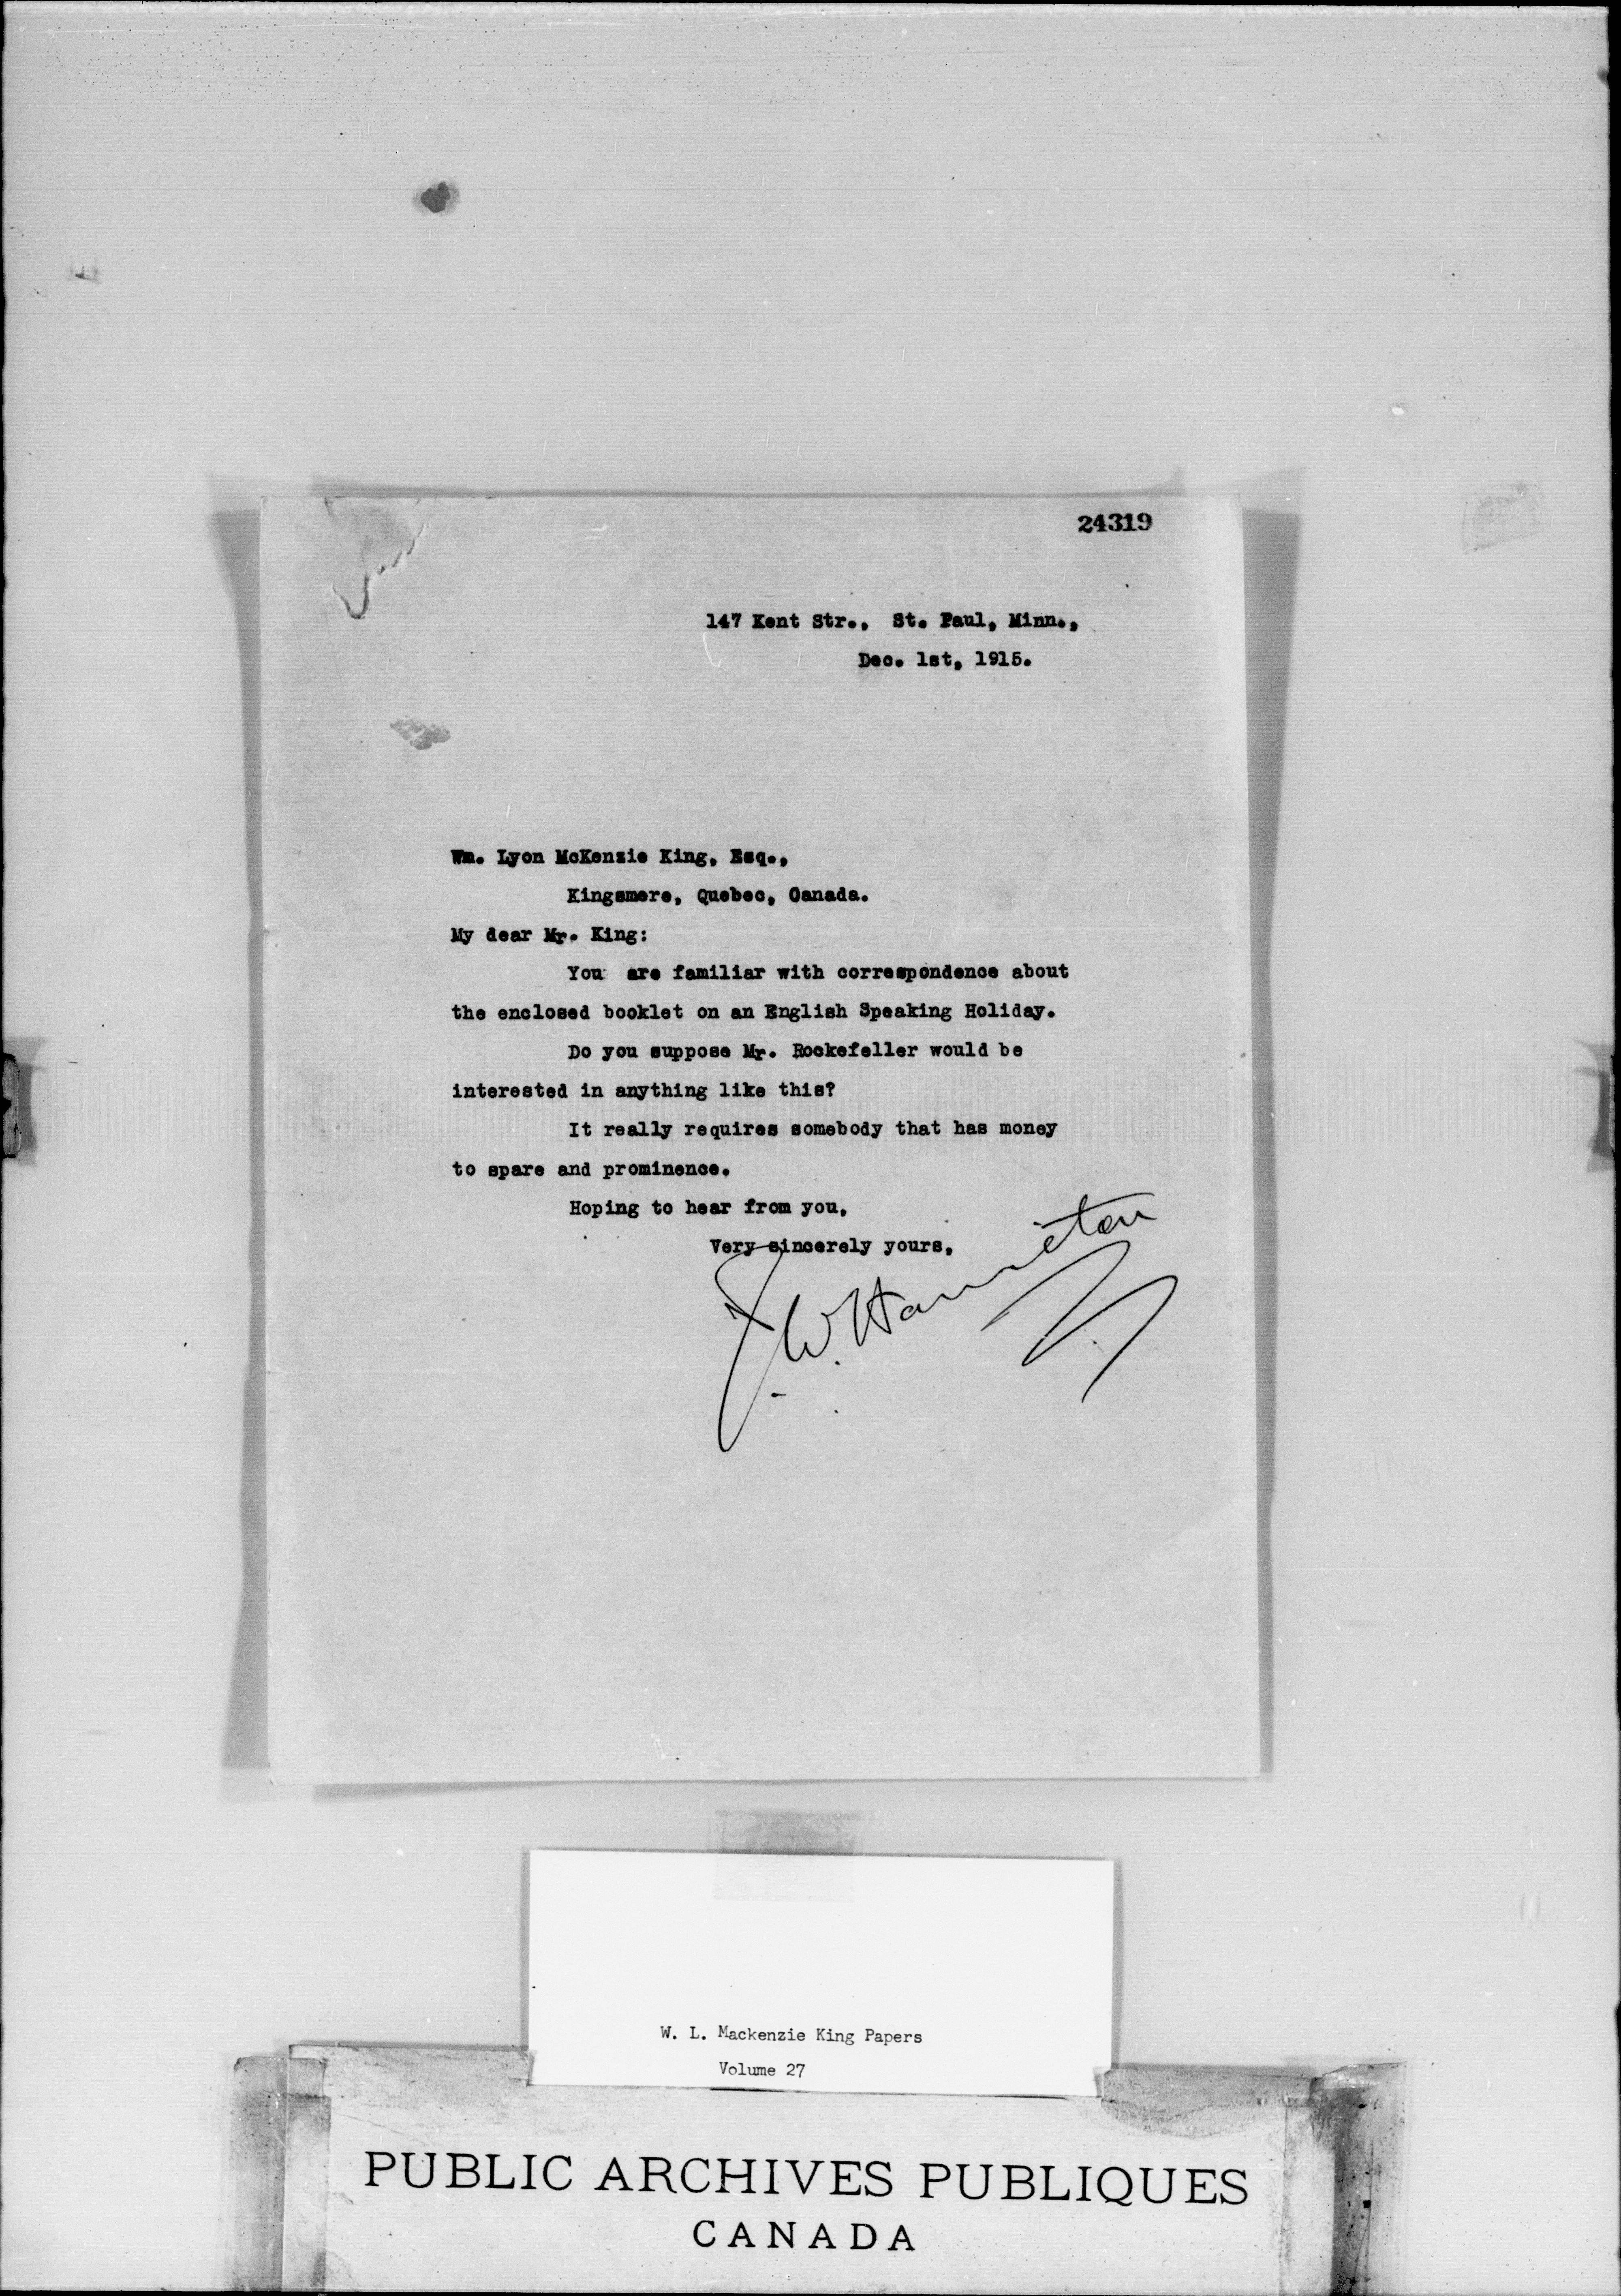 24319
147 Kent Str., St. Paul, Minn.,
Dec. 1st, 1915.
Wm. Lyon McKenzie King, Esq.,
Kingsmere, Quebec, Canada.
My dear Mr. King:
You are familiar with correspondence about
the enclosed booklet on an English Speaking Holiday.
Do you suppose Mr. Rockefeller would be
interested in anything like this?
It really requires somebody that has money
to spare and prominence.
Hoping to hear from you,
Very sincerely yours,
J. W. Hamilton
W. L. Mackenzie King Papers
Volume 27
PUBLIC ARCHIVES PUBLIQUES
CANADA